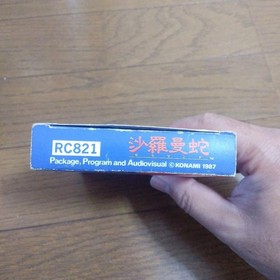 RC821 沙羅曼蛇
Package, Program and Audiovisual © KONAMI 1987